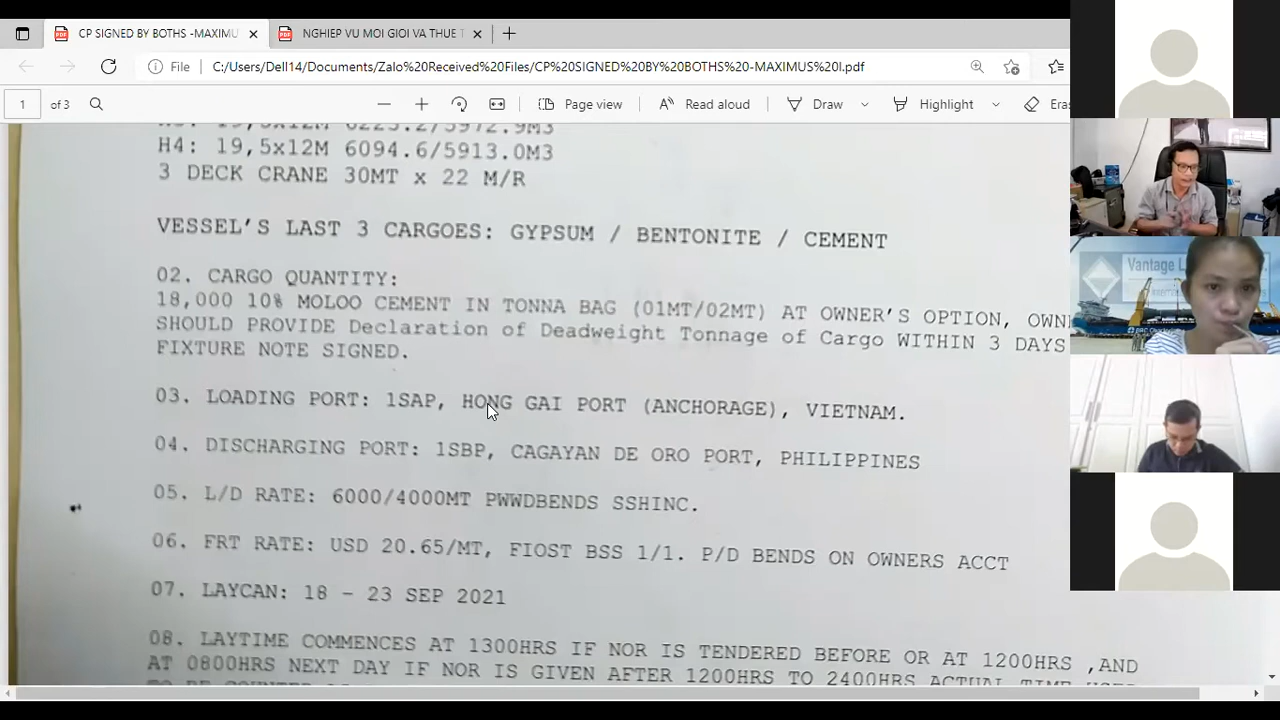 CP SIGNED BY BOTHS -MAXIMU
NGHIEP VU MOI GIOI VA THUE T
File
C:/Users/Dell14/Documents/Zalo%20Received%20Files/CP%20SIGNED%20BY%20BOTHS%20-MAXIMUS%20I.pdf
1 of 3
Page view
Read aloud
Draw
Highlight
Eras
H4: 19,5x12M 6094.6/5913.0M3
3 DECK CRANE 30MT x 22 M/R
VESSEL'S LAST 3 CARGOES: GYPSUM / BENTONITE / CEMENT
02. CARGO QUANTITY:
18,000 10% MOLOO CEMENT IN TONNA BAG (01MT/02MT) AT OWNER'S OPTION, OWN
SHOULD PROVIDE Declaration of Deadweight Tonnage of Cargo WITHIN 3 DAYS
FIXTURE NOTE SIGNED.
03. LOADING PORT: 1SAP, HONG GAI PORT (ANCHORAGE), VIETNAM.
04. DISCHARGING PORT: 1SBP, CAGAYAN DE ORO PORT, PHILIPPINES
05. L/D RATE: 6000/4000MT PWWDBENDS SSHINC.
06. FRT RATE: USD 20.65/MT, FIOST BSS 1/1. P/D BENDS ON OWNERS ACCT
07. LAYCAN: 18 - 23 SEP 2021
08. LAYTIME COMMENCES AT 1300HRS IF NOR IS TENDERED BEFORE OR AT 1200HRS ,AND
AT 0800HRS NEXT DAY IF NOR IS GIVEN AFTER 1200HRS TO 2400HRS ACTUAL TIME USED
Vantage L